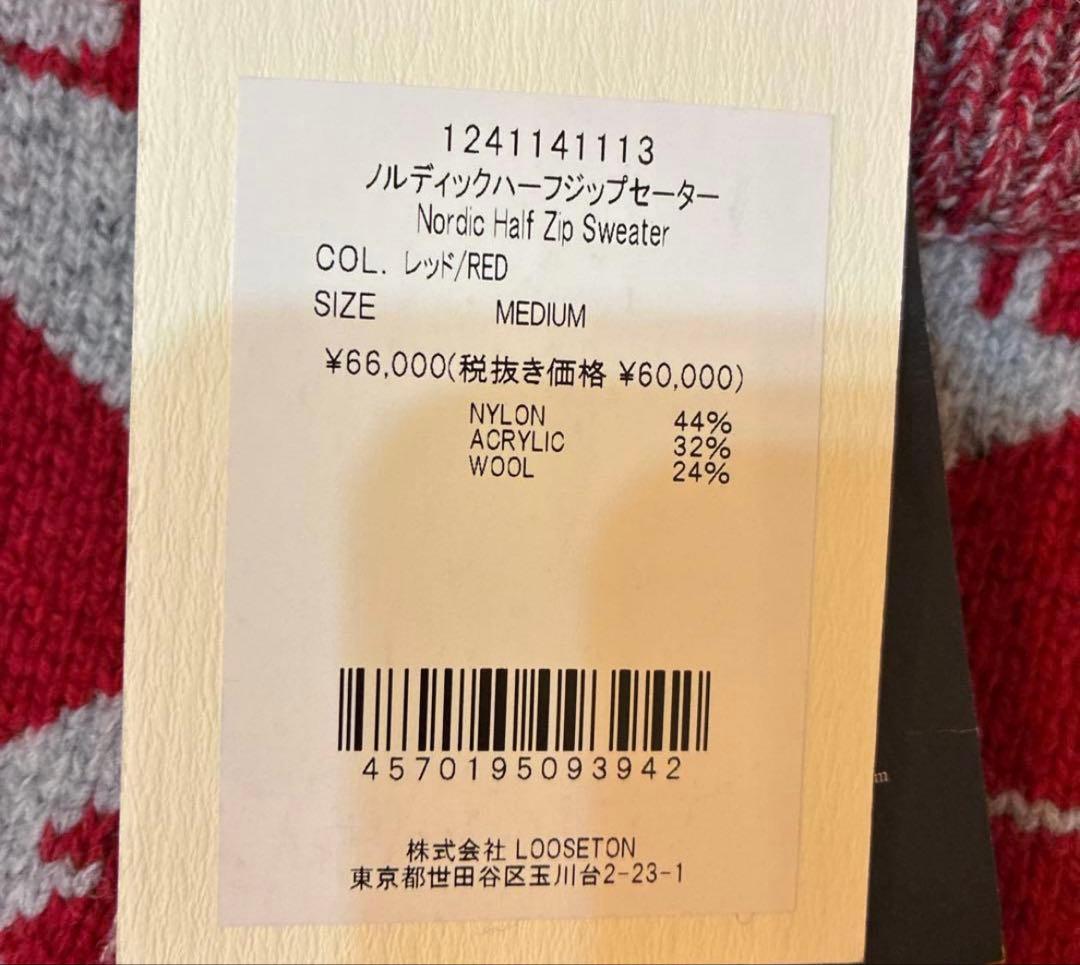 1241141113
ノルディックハーフジップセーター
Nordic Half Zip Sweater
COL. レッド/RED
SIZE MEDIUM
¥66,000(税抜き価格 ¥60,000)
NYLON 44%
ACRYLIC 32%
WOOL 24%
4570195093942
株式会社 LOOSETON
東京都世田谷区玉川台2-23-1
m